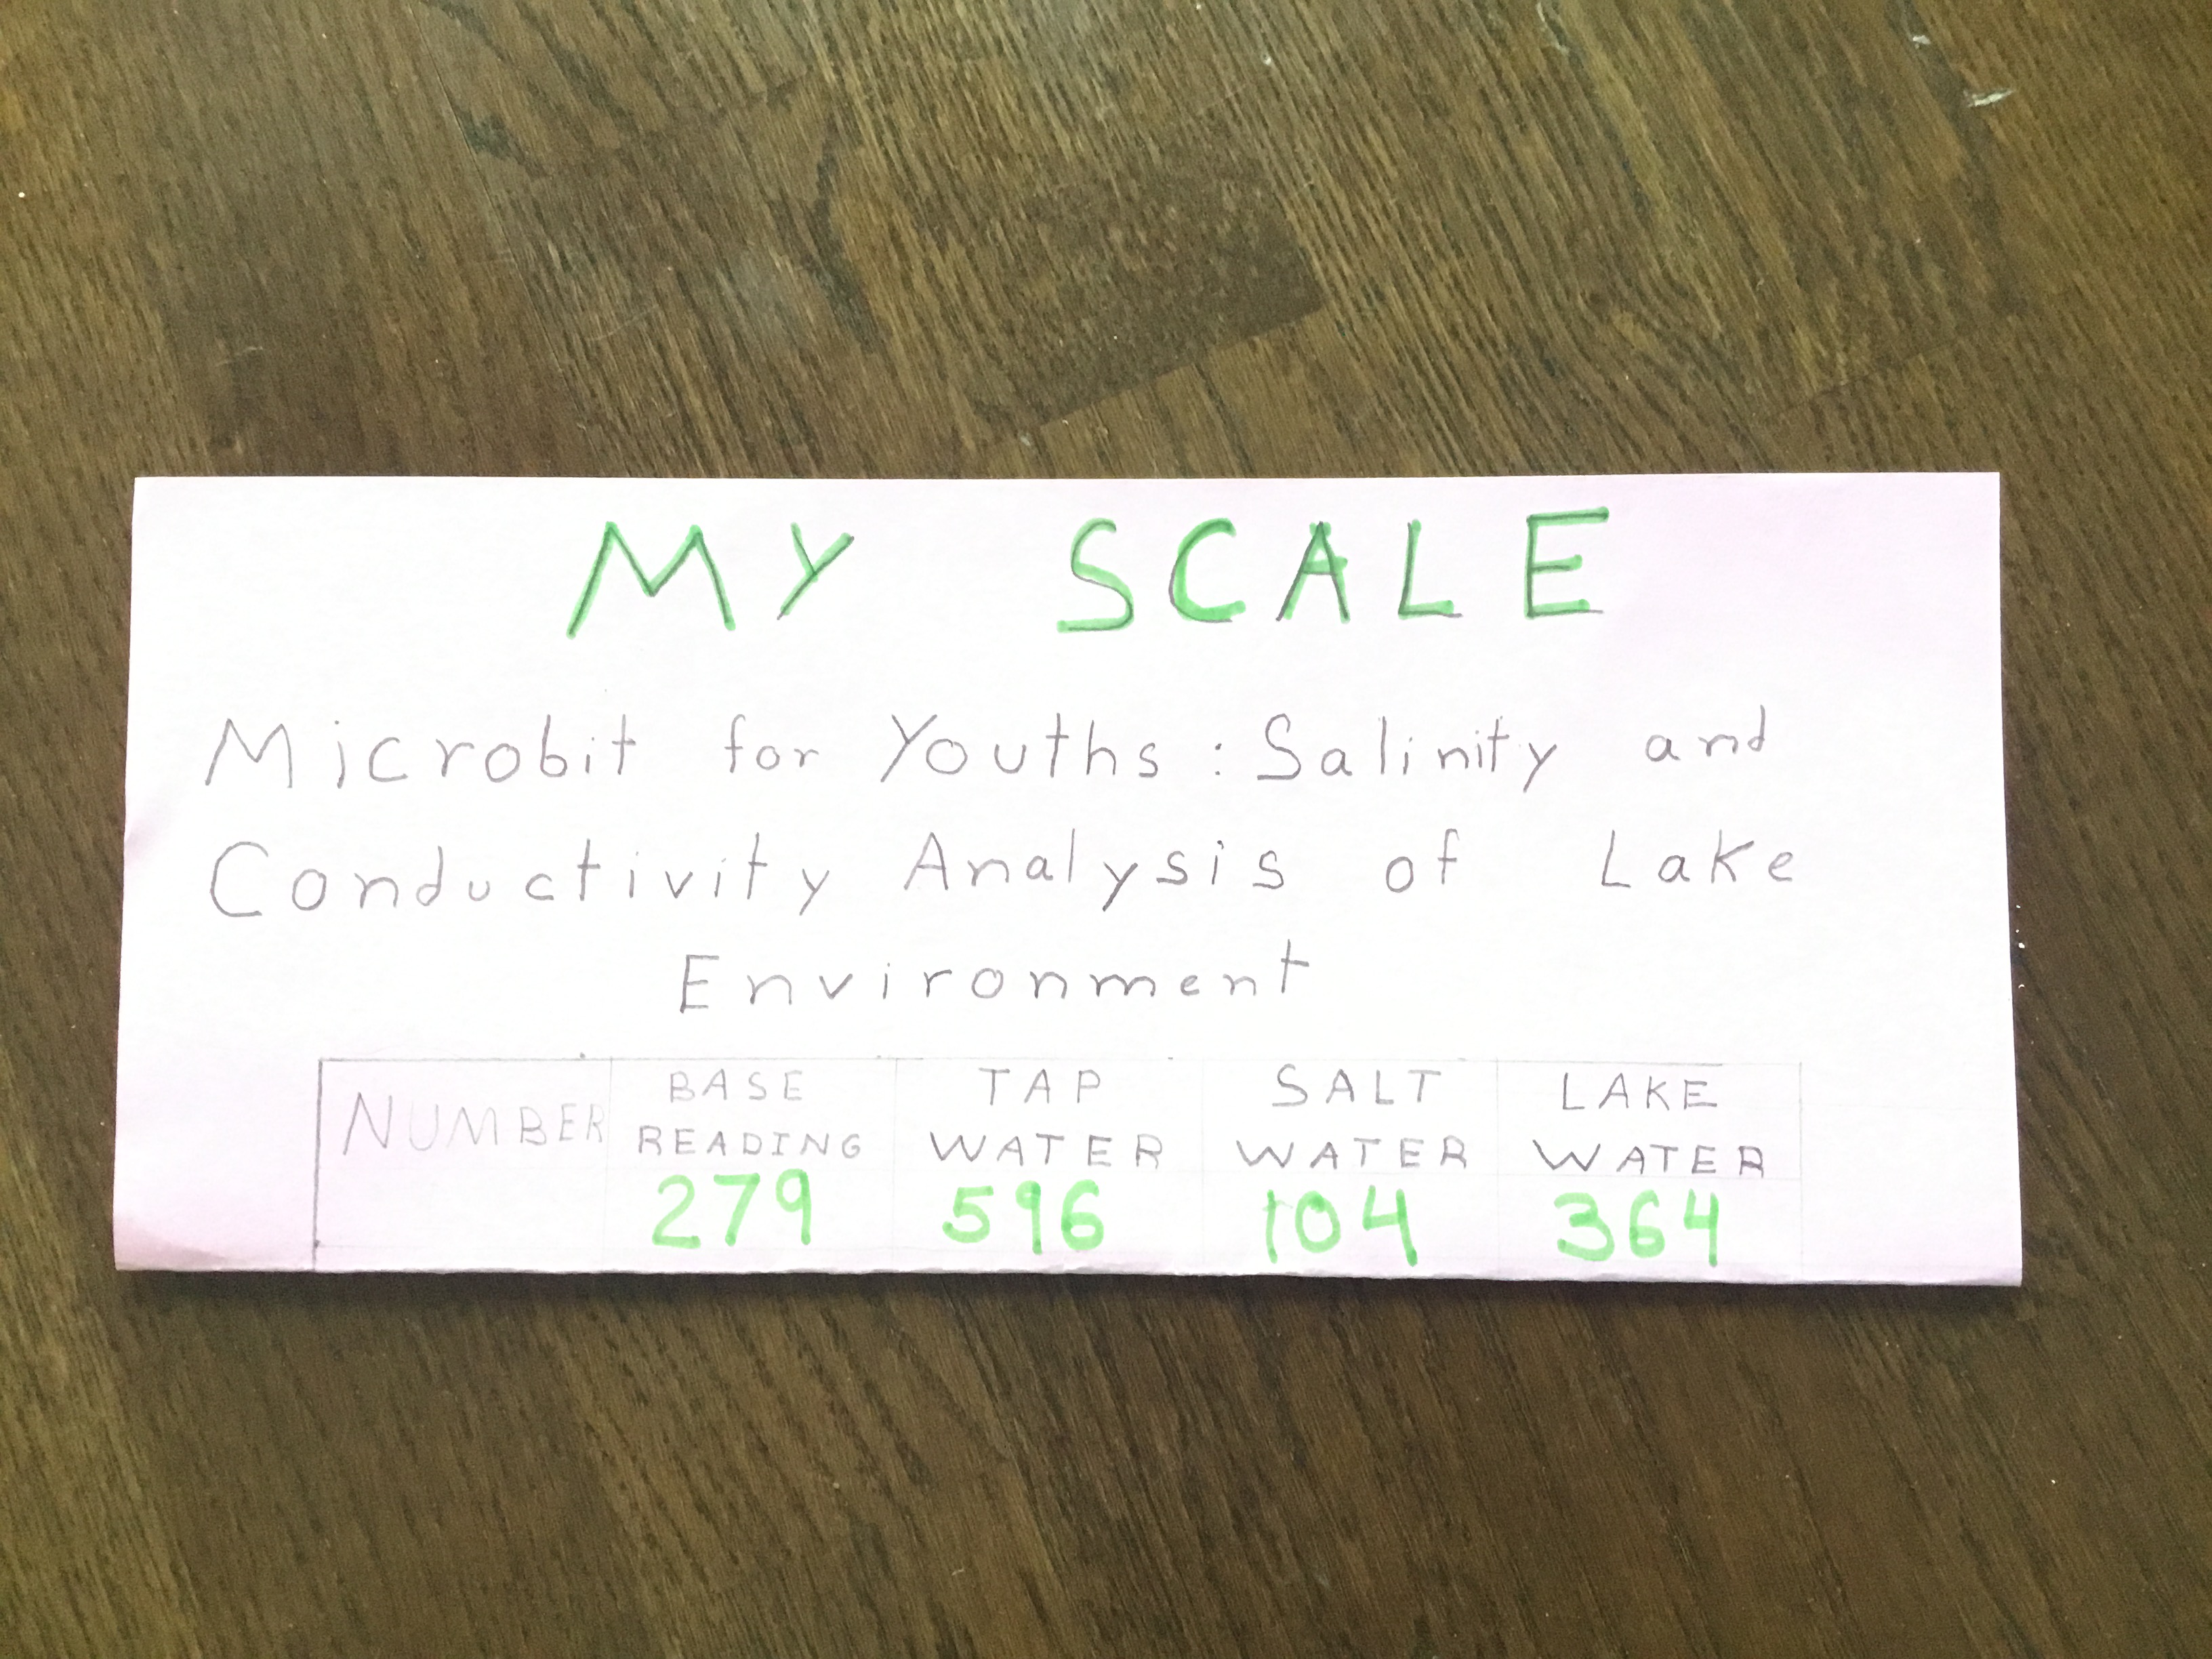 MY SCALE
Microbit for Youths : Salinity and
Conductivity Analysis of Lake
Environment
NUMBER BASE READING TAP WATER SALT WATER LAKE WATER
279 596 104 364